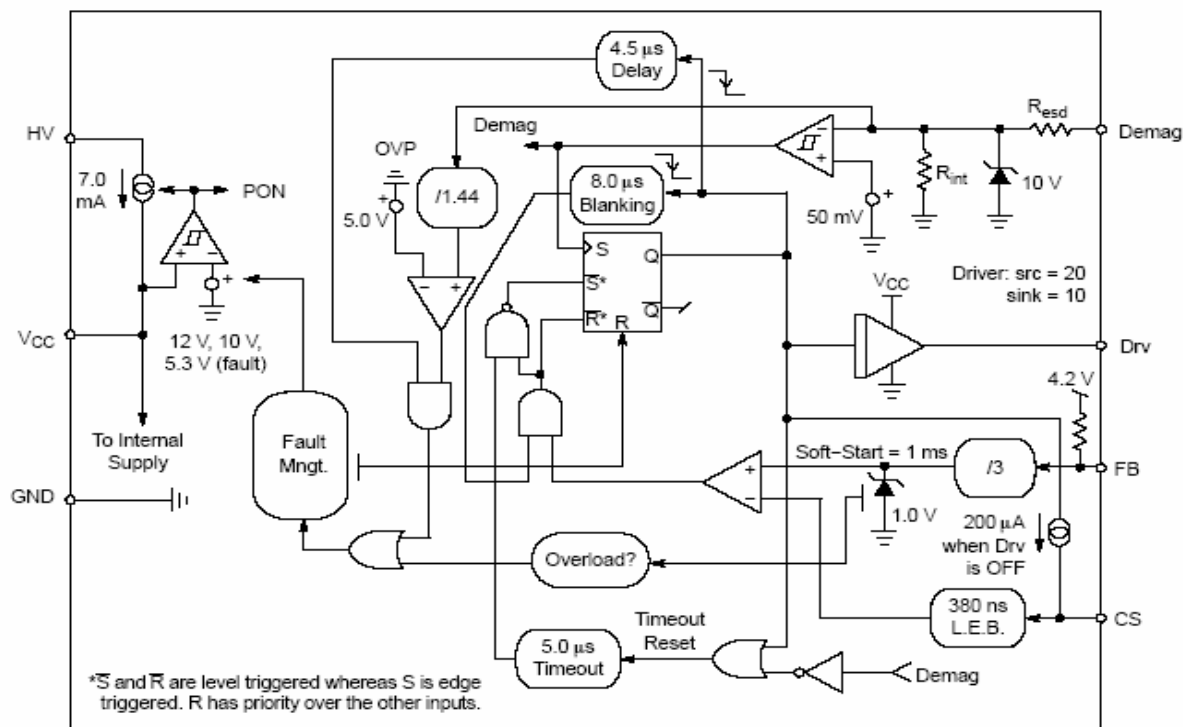 4.5 µs
Delay
HV
Demag
R_esd
Demag
OVP
7.0
mA
PON
5.0 V
/1.44
8.0 µs
Blanking
R_int
10 V
50 mV
S
Q
S*
R*
R
Q
Driver: src = 20
sink = 10
V_CC
V_CC
Drv
12 V, 10 V,
5.3 V (fault)
4.2 V
To Internal
Supply
Fault
Mngt.
Soft-Start = 1 ms
/3
FB
GND
1.0 V
200 µA
when Drv
is OFF
Overload?
380 ns
L.E.B.
CS
Timeout
Reset
5.0 µs
Timeout
Demag
*S̅ and R̅ are level triggered whereas S is edge
triggered. R has priority over the other inputs.